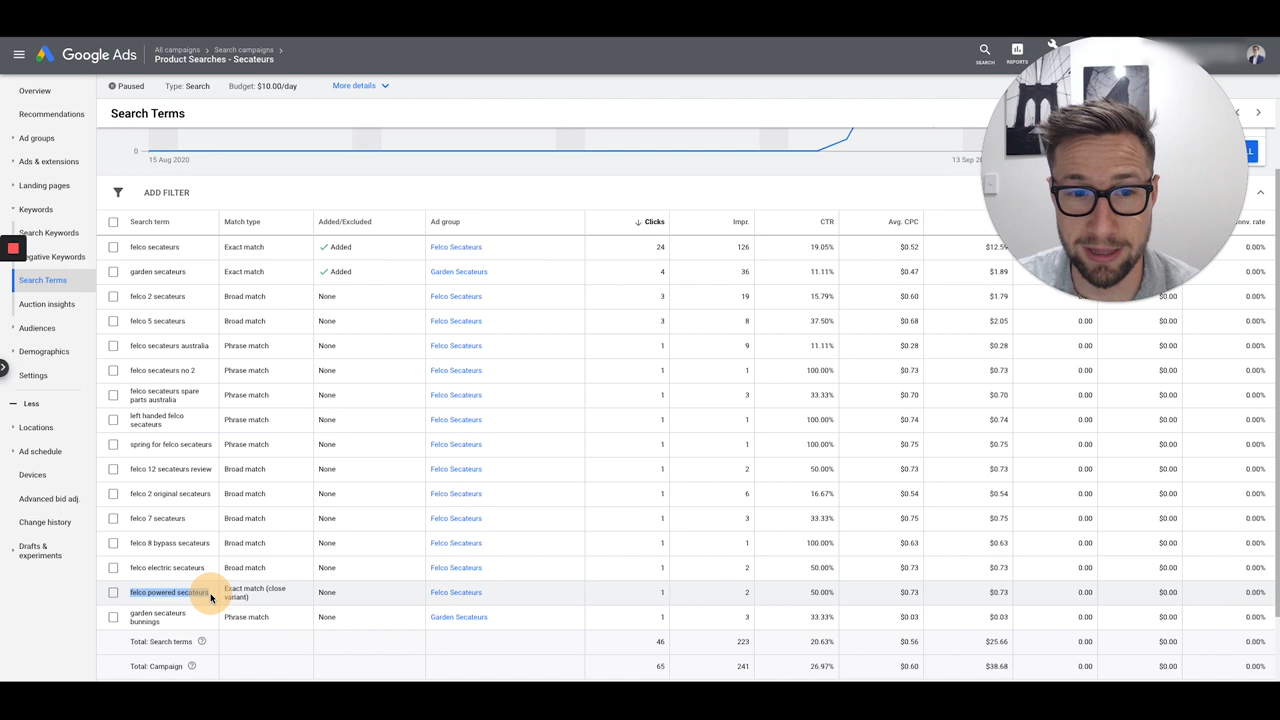 Google Ads
All campaigns > Search campaigns >
Product Searches - Secateurs
SEARCH
REPORTS
Overview
Recommendations
Ad groups
Ads & extensions
Landing pages
Keywords
Search Keywords
egative Keywords
Search Terms
Auction insights
Audiences
Demographics
Settings
Less
Locations
Ad schedule
Devices
Advanced bid adj.
Change history
Drafts &
experiments
Paused Type: Search Budget: $10.00/day More details
Search Terms
0
15 Aug 2020 13 Sep 2
ADD FILTER
Search term Match type Added/Excluded Ad group Clicks Impr. CTR Avg. CPC onv. rate
felco secateurs Exact match Added Felco Secateurs 24 126 19.05% $0.52 $12.59 0.00%
garden secateurs Exact match Added Garden Secateurs 4 36 11.11% $0.47 $1.89 0.00%
felco 2 secateurs Broad match None Felco Secateurs 3 19 15.79% $0.60 $1.79 0.00 $0.00 0.00%
felco 5 secateurs Broad match None Felco Secateurs 3 8 37.50% $0.68 $2.05 0.00 $0.00 0.00%
felco secateurs australia Phrase match None Felco Secateurs 1 9 11.11% $0.28 $0.28 0.00 $0.00 0.00%
felco secateurs no 2 Phrase match None Felco Secateurs 1 1 100.00% $0.73 $0.73 0.00 $0.00 0.00%
felco secateurs spare
parts australia Phrase match None Felco Secateurs 1 3 33.33% $0.70 $0.70 0.00 $0.00 0.00%
left handed felco
secateurs Phrase match None Felco Secateurs 1 1 100.00% $0.74 $0.74 0.00 $0.00 0.00%
spring for felco secateurs Phrase match None Felco Secateurs 1 1 100.00% $0.75 $0.75 0.00 $0.00 0.00%
felco 12 secateurs review Broad match None Felco Secateurs 1 2 50.00% $0.73 $0.73 0.00 $0.00 0.00%
felco 2 original secateurs Broad match None Felco Secateurs 1 6 16.67% $0.54 $0.54 0.00 $0.00 0.00%
felco 7 secateurs Broad match None Felco Secateurs 1 3 33.33% $0.75 $0.75 0.00 $0.00 0.00%
felco 8 bypass secateurs Broad match None Felco Secateurs 1 1 100.00% $0.63 $0.63 0.00 $0.00 0.00%
felco electric secateurs Broad match None Felco Secateurs 1 2 50.00% $0.73 $0.73 0.00 $0.00 0.00%
felco powered secateurs Exact match (close
variant) None Felco Secateurs 1 2 50.00% $0.73 $0.73 0.00 $0.00 0.00%
garden secateurs
bunnings Phrase match None Garden Secateurs 1 3 33.33% $0.03 $0.03 0.00 $0.00 0.00%
Total: Search terms 46 223 20.63% $0.56 $25.66 0.00 $0.00 0.00%
Total: Campaign 65 241 26.97% $0.60 $38.68 0.00 $0.00 0.00%